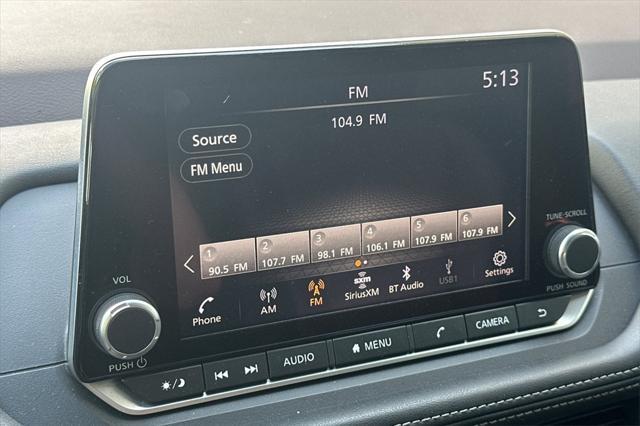 FM
5:13
104.9 FM
Source
FM Menu
1 2 3 4 5 6
90.5 FM 107.7 FM 98.1 FM 106.1 FM 107.9 FM 107.9 FM
Phone AM FM sxm SiriusXM BT Audio USB1 Settings
VOL
PUSH
TUNE·SCROLL
PUSH SOUND
AUDIO MENU CAMERA